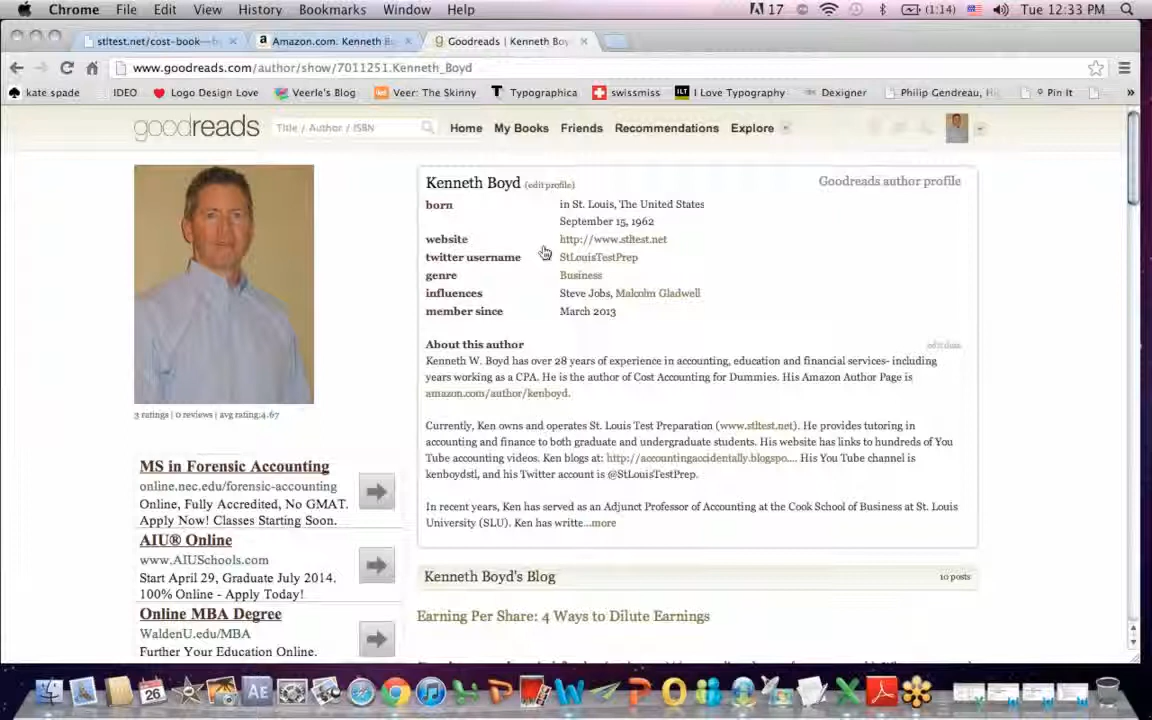 Chrome File Edit View History Bookmarks Window Help 17 (1:14) Tue 12:33 PM
stltest.net/cost-book—b Amazon.com. Kenneth B Goodreads | Kenneth Boy
www.goodreads.com/author/show/7011251.Kenneth_Boyd
kate spade IDEO Logo Design Love Veerle's Blog Veer: The Skinny Typographica swissmiss ILT I Love Typography Dexigner Philip Gendreau, Hi Pin It »
goodreads Title / Author / ISBN Home My Books Friends Recommendations Explore
Kenneth Boyd (edit profile) Goodreads author profile
born in St. Louis, The United States
September 15, 1962
website http://www.stltest.net
twitter username StLouisTestPrep
genre Business
influences Steve Jobs, Malcolm Gladwell
member since March 2013
About this author edit data
Kenneth W. Boyd has over 28 years of experience in accounting, education and financial services- including
years working as a CPA. He is the author of Cost Accounting for Dummies. His Amazon Author Page is
amazon.com/author/kenboyd.
Currently, Ken owns and operates St. Louis Test Preparation (www.stltest.net). He provides tutoring in
accounting and finance to both graduate and undergraduate students. His website has links to hundreds of You
Tube accounting videos. Ken blogs at: http://accountingaccidentally.blogspo.... His You Tube channel is
kenboydstl, and his Twitter account is @StLouisTestPrep.
In recent years, Ken has served as an Adjunct Professor of Accounting at the Cook School of Business at St. Louis
University (SLU). Ken has writte...more
3 ratings | 0 reviews | avg rating:4.67
MS in Forensic Accounting
online.nec.edu/forensic-accounting
Online, Fully Accredited, No GMAT.
Apply Now! Classes Starting Soon.
AIU® Online
www.AIUSchools.com
Start April 29, Graduate July 2014.
100% Online - Apply Today!
Online MBA Degree
WaldenU.edu/MBA
Further Your Education Online.
Kenneth Boyd's Blog 10 posts
Earning Per Share: 4 Ways to Dilute Earnings
26 AE